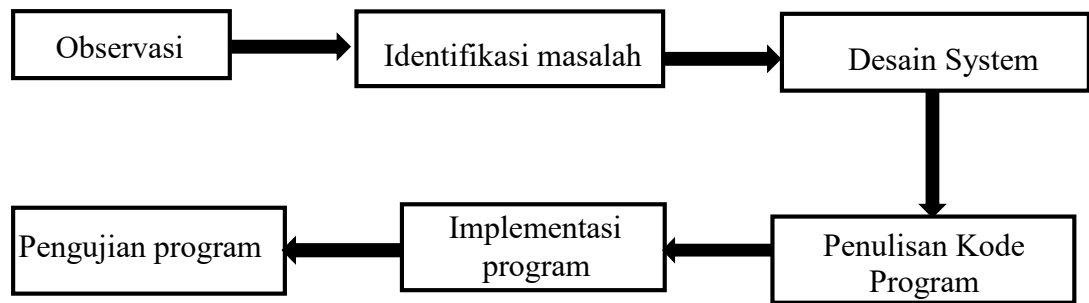 Observasi
Identifikasi masalah
Desain System
Penulisan Kode
Program
Implementasi
program
Pengujian program